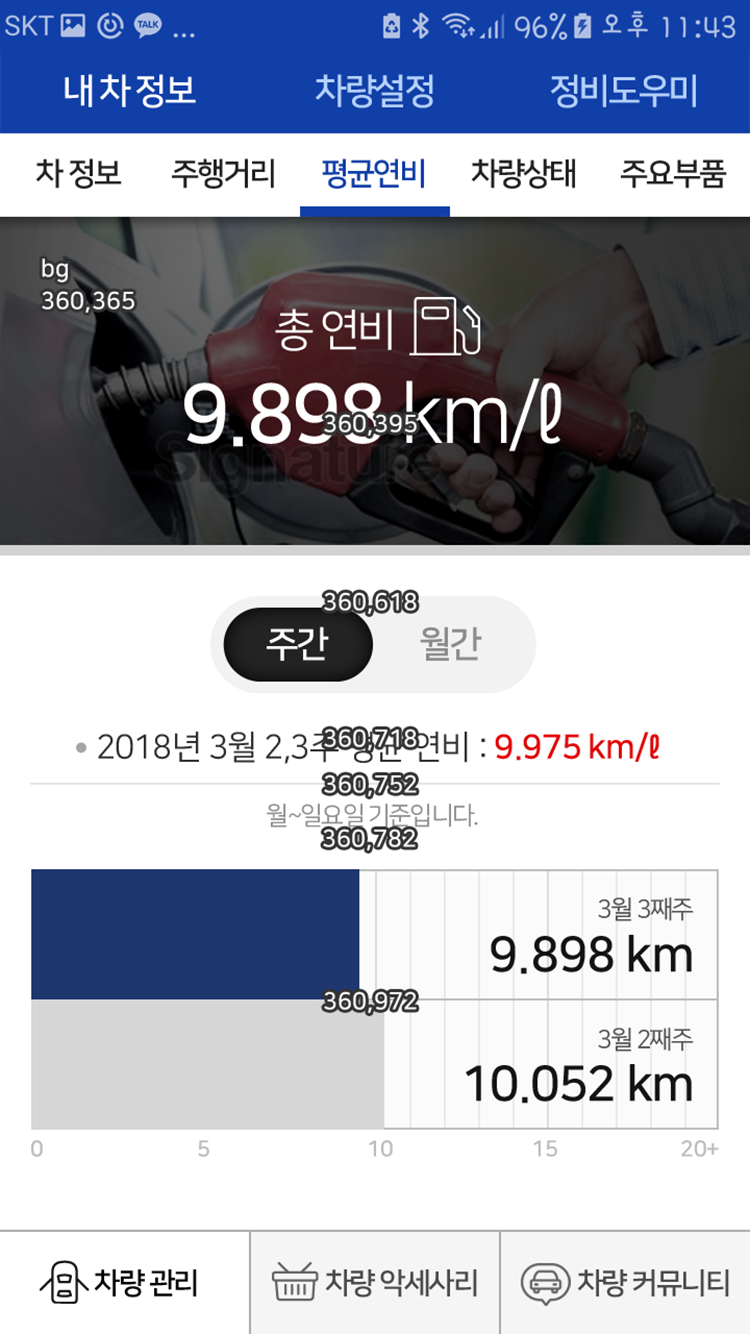 SKT TALK ... 96% 오후 11:43
내 차 정보 차량설정 정비도우미
차 정보 주행거리 평균연비 차량상태 주요부품
bg
360,365
총 연비
9.898 km/ℓ
360,395
Signature
360,618
주간 월간
• 2018년 3월 2,3주 평균 연비 : 9.975 km/ℓ
360,718
360,752
월~일요일 기준입니다.
360,782
3월 3째주
9.898 km
360,972
3월 2째주
10.052 km
0 5 10 15 20+
차량 관리 차량 악세사리 차량 커뮤니티